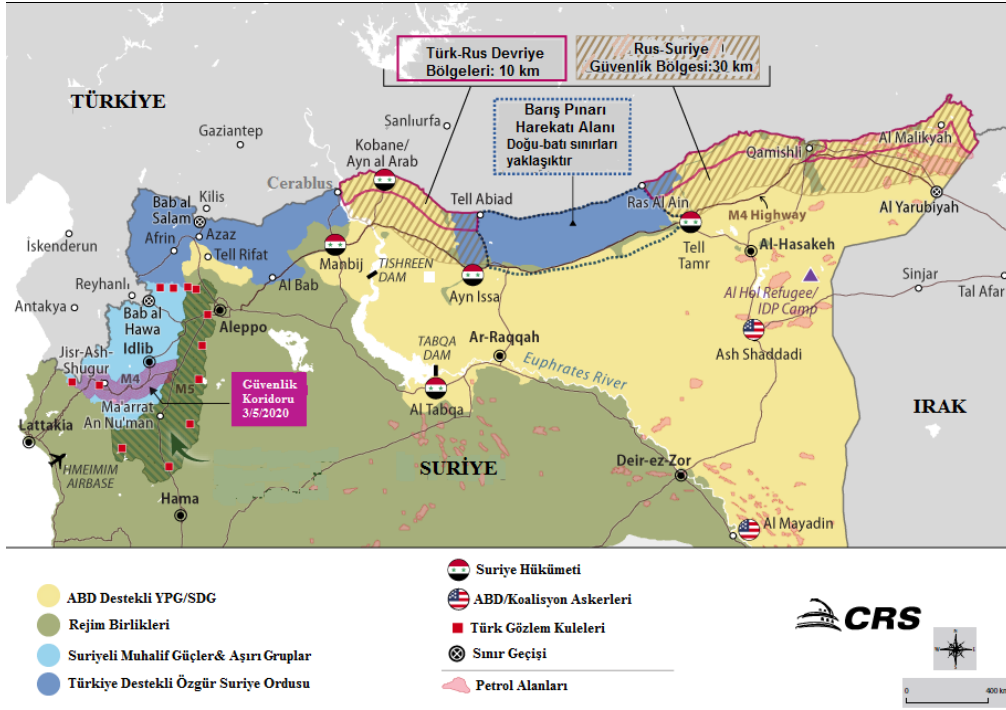 Türk-Rus Devriye
Bölgeleri: 10 km
Rus-Suriye
Güvenlik Bölgesi:30 km
TÜRKİYE
Barış Pınarı
Harekatı Alanı
Doğu-batı sınırları
yaklaşıktır
Gaziantep
Şanlıurfa
Kobane/
Ayn al Arab
Al Malikyah
Qamishli
Cerablus
Tell Abiad
Ras Al Ain
M4 Highway
Al Yarubiyah
Bab al
Salam
Kilis
Azaz
Afrin
Tell Rifat
İskenderun
Manbij
TISHREEN
DAM
Tell
Tamr
Al-Hasakeh
Reyhanlı
Al Bab
Ayn Issa
Sinjar
Tal Afar
Antakya
Bab al
Hawa
Aleppo
Al Hol Refugee/
IDP Camp
Idlib
Jisr-Ash-
Shugur
M4
M5
TABQA
DAM
Ar-Raqqah
Euphrates River
Ash Shaddadi
Güvenlik
Koridoru
3/5/2020
Ma'arrat
An Nu'man
Al Tabqa
IRAK
Lattakia
HMEIMIM
AIRBASE
SURİYE
Deir-ez-Zor
Hama
Al Mayadin
ABD Destekli YPG/SDG
Rejim Birlikleri
Suriyeli Muhalif Güçler& Aşırı Gruplar
Türkiye Destekli Özgür Suriye Ordusu
Suriye Hükümeti
ABD/Koalisyon Askerleri
Türk Gözlem Kuleleri
Sınır Geçişi
Petrol Alanları
CRS
0 400 km